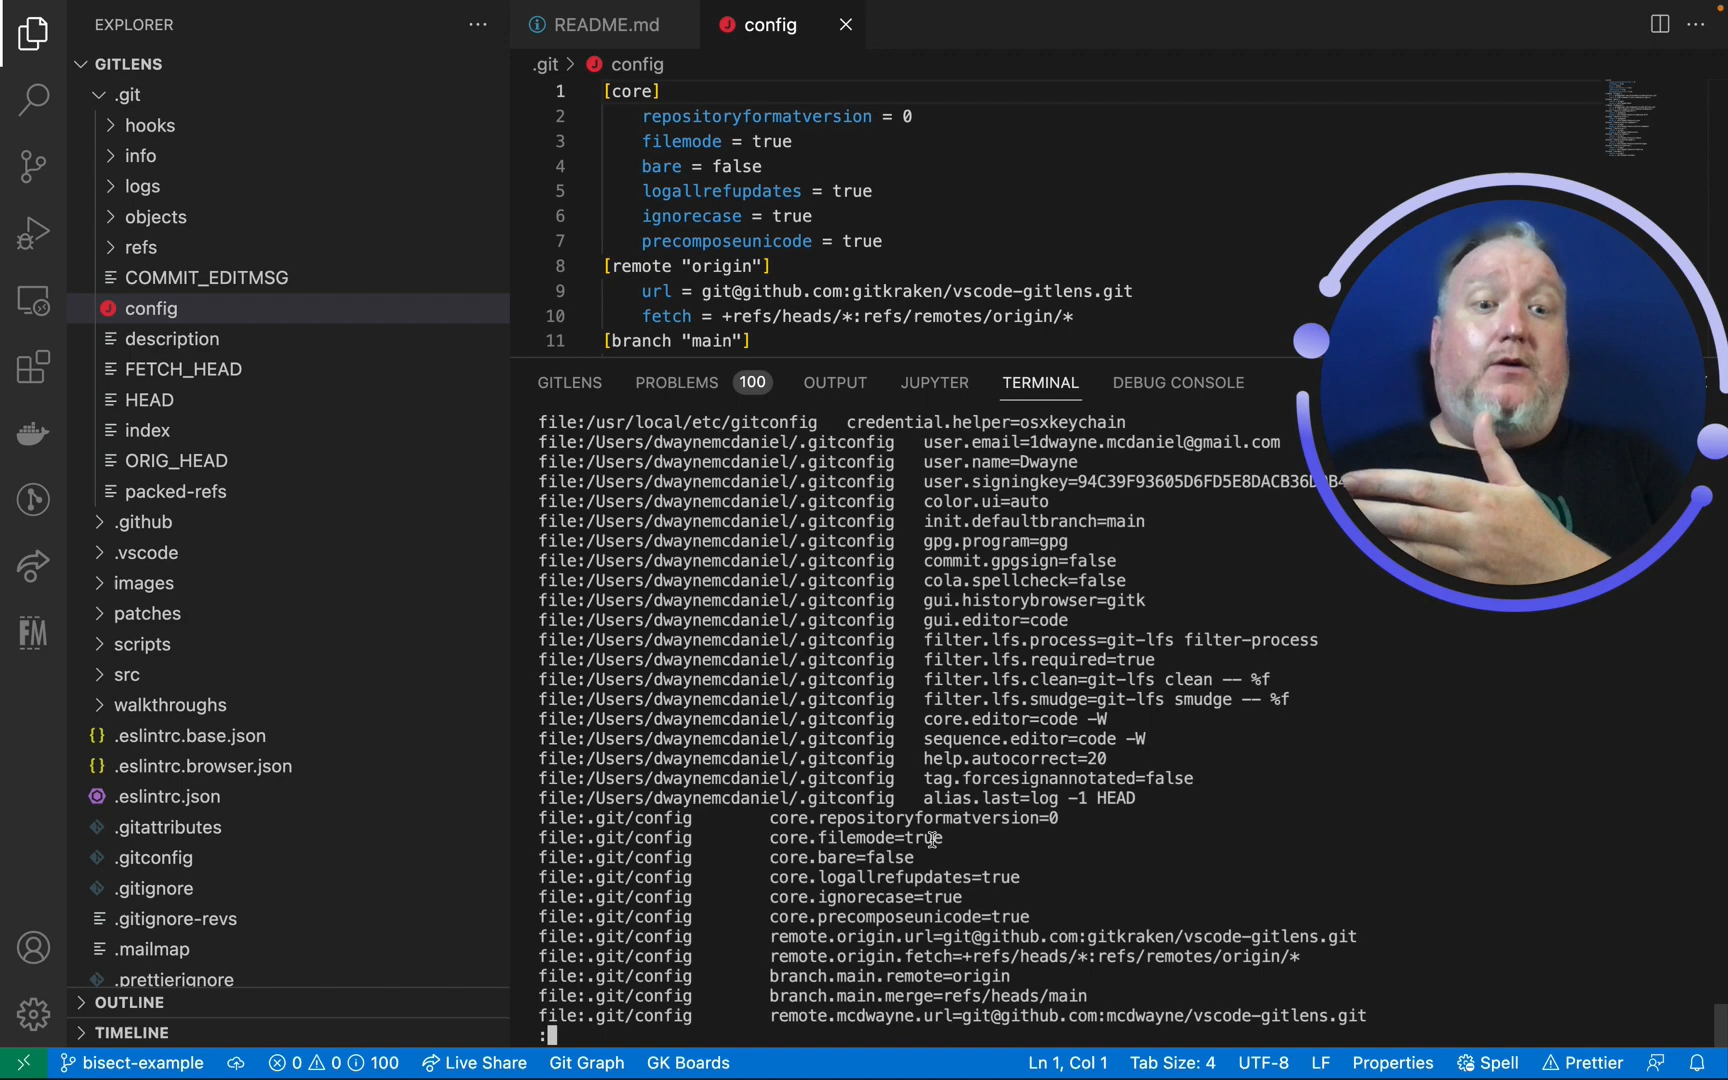 EXPLORER
GITLENS
.git
hooks
info
logs
objects
refs
COMMIT_EDITMSG
config
description
FETCH_HEAD
HEAD
index
ORIG_HEAD
packed-refs
.github
.vscode
images
patches
scripts
src
walkthroughs
.eslintrc.base.json
.eslintrc.browser.json
.eslintrc.json
.gitattributes
.gitconfig
.gitignore
.gitignore-revs
.mailmap
.prettierignore
OUTLINE
TIMELINE
FM
README.md
config
.git > config
1 [core]
2 repositoryformatversion = 0
3 filemode = true
4 bare = false
5 logallrefupdates = true
6 ignorecase = true
7 precomposeunicode = true
8 [remote "origin"]
9 url = git@github.com:gitkraken/vscode-gitlens.git
10 fetch = +refs/heads/*:refs/remotes/origin/*
11 [branch "main"]
GITLENS PROBLEMS 100 OUTPUT JUPYTER TERMINAL DEBUG CONSOLE
file:/usr/local/etc/gitconfig credential.helper=osxkeychain
file:/Users/dwaynemcdaniel/.gitconfig user.email=1dwayne.mcdaniel@gmail.com
file:/Users/dwaynemcdaniel/.gitconfig user.name=Dwayne
file:/Users/dwaynemcdaniel/.gitconfig
file:/Users/dwaynemcdaniel/.gitconfig color.ui=auto
file:/Users/dwaynemcdaniel/.gitconfig init.defaultbranch=main
file:/Users/dwaynemcdaniel/.gitconfig gpg.program=gpg
file:/Users/dwaynemcdaniel/.gitconfig commit.gpgsign=false
file:/Users/dwaynemcdaniel/.gitconfig cola.spellcheck=false
file:/Users/dwaynemcdaniel/.gitconfig gui.historybrowser=gitk
file:/Users/dwaynemcdaniel/.gitconfig gui.editor=code
file:/Users/dwaynemcdaniel/.gitconfig filter.lfs.process=git-lfs filter-process
file:/Users/dwaynemcdaniel/.gitconfig filter.lfs.required=true
file:/Users/dwaynemcdaniel/.gitconfig filter.lfs.clean=git-lfs clean -- %f
file:/Users/dwaynemcdaniel/.gitconfig filter.lfs.smudge=git-lfs smudge -- %f
file:/Users/dwaynemcdaniel/.gitconfig core.editor=code -W
file:/Users/dwaynemcdaniel/.gitconfig sequence.editor=code -W
file:/Users/dwaynemcdaniel/.gitconfig help.autocorrect=20
file:/Users/dwaynemcdaniel/.gitconfig tag.forcesignannotated=false
file:/Users/dwaynemcdaniel/.gitconfig alias.last=log -1 HEAD
file:.git/config core.repositoryformatversion=0
file:.git/config core.filemode=true
file:.git/config core.bare=false
file:.git/config core.logallrefupdates=true
file:.git/config core.ignorecase=true
file:.git/config core.precomposeunicode=true
file:.git/config remote.origin.url=git@github.com:gitkraken/vscode-gitlens.git
file:.git/config remote.origin.fetch=+refs/heads/*:refs/remotes/origin/*
file:.git/config branch.main.remote=origin
file:.git/config branch.main.merge=refs/heads/main
file:.git/config remote.mcdwayne.url=git@github.com:mcdwayne/vscode-gitlens.git
:
bisect-example 0 0 100 Live Share Git Graph GK Boards Ln 1, Col 1 Tab Size: 4 UTF-8 LF Properties Spell Prettier